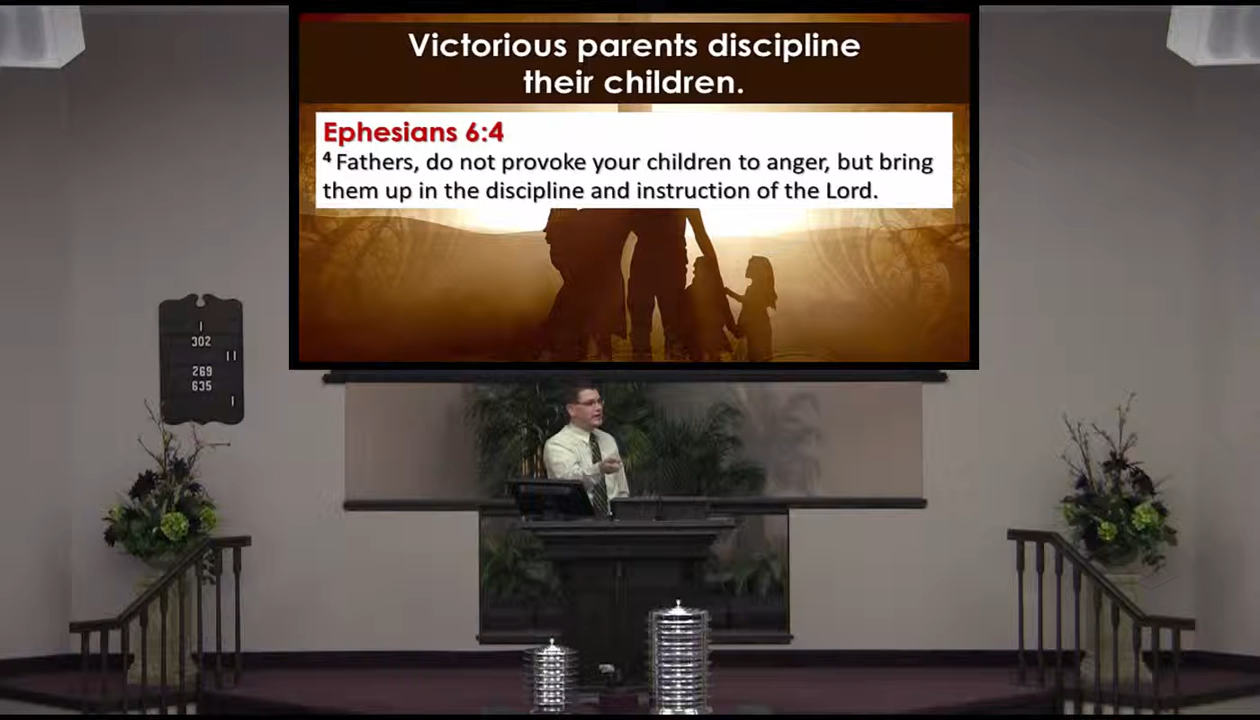 Victorious parents discipline
their children.
Ephesians 6:4
4 Fathers, do not provoke your children to anger, but bring
them up in the discipline and instruction of the Lord.
I
302
II
269
635
I